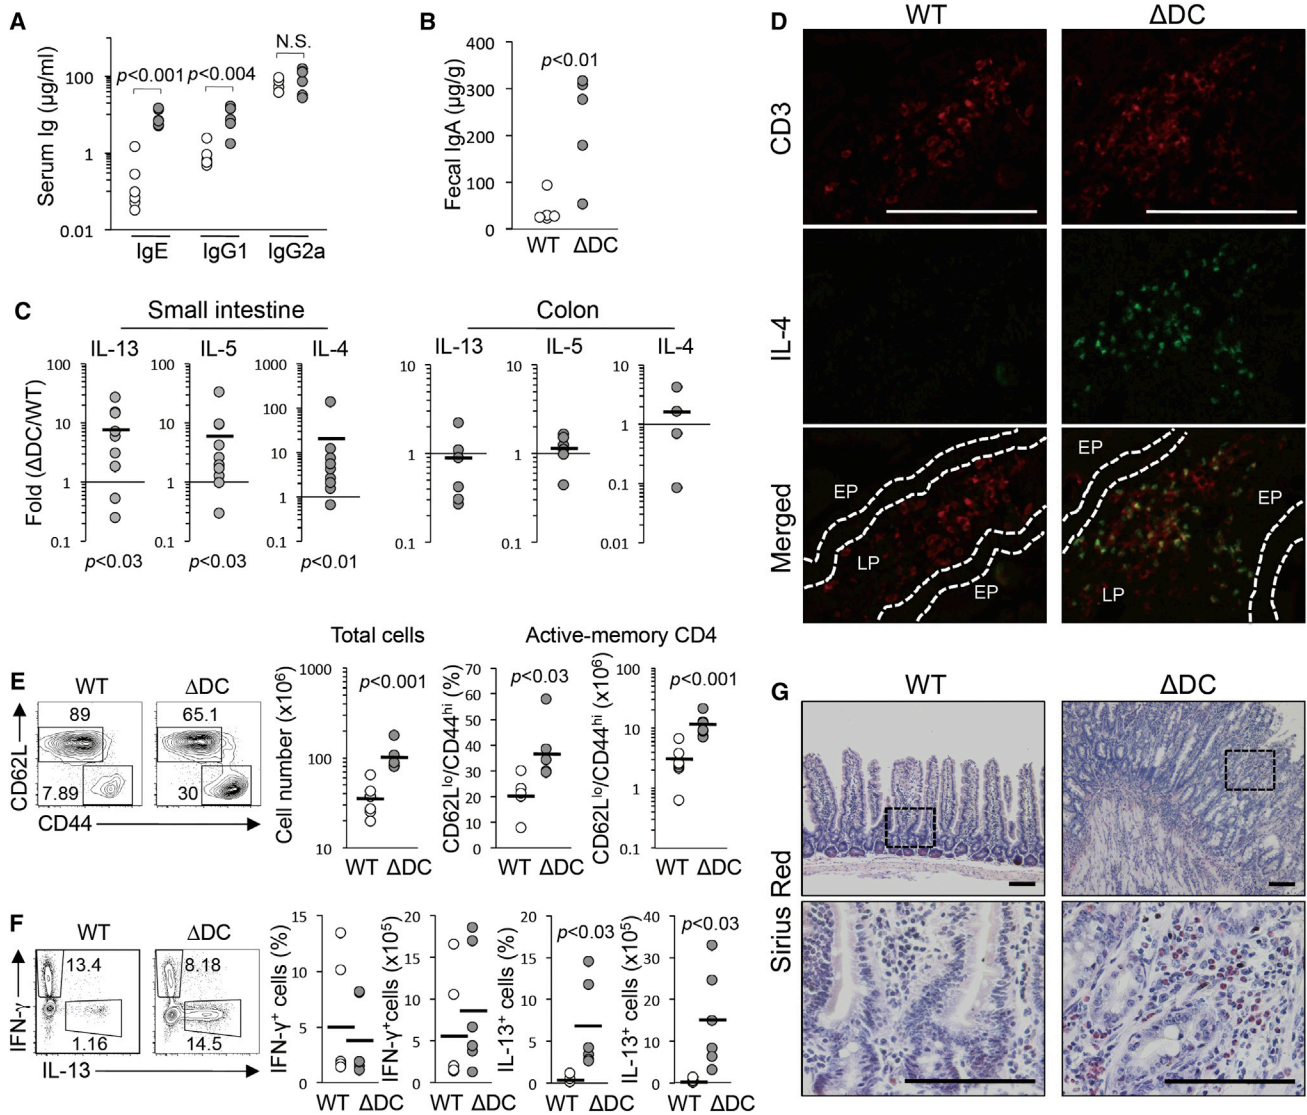 A
Serum Ig (µg/ml)
100
1
0.01
p<0.001
p<0.004
N.S.
IgE
IgG1
IgG2a
B
Fecal IgA (µg/g)
400
300
200
100
0
p<0.01
WT ΔDC
C
Small intestine
Colon
Fold (ΔDC/WT)
IL-13
100
10
1
0.1
p<0.03
IL-5
100
10
1
0.1
p<0.03
IL-4
1000
100
10
1
0.1
p<0.01
IL-13
10
1
0.1
IL-5
10
1
0.1
IL-4
10
1
0.1
0.01
D
WT
ΔDC
CD3
IL-4
Merged
EP
LP
EP
EP
EP
LP
E
WT
ΔDC
89
7.89
65.1
30
CD62L
CD44
Total cells
Cell number (x10⁶)
1000
100
10
p<0.001
WT ΔDC
Active-memory CD4
CD62Lˡᵒ/CD44ʰⁱ (%)
70
60
50
40
30
20
10
0
p<0.03
WT ΔDC
CD62Lˡᵒ/CD44ʰⁱ (x10⁶)
100
10
1
0.1
p<0.001
WT ΔDC
F
WT
ΔDC
13.4
1.16
8.18
14.5
IFN-γ
IL-13
IFN-γ⁺ cells (%)
15
10
5
0
WT ΔDC
IFN-γ⁺cells (x10⁵)
20
15
10
5
0
WT ΔDC
IL-13⁺ cells (%)
20
15
10
5
0
p<0.03
WT ΔDC
IL-13⁺ cells (x10⁵)
40
30
20
10
0
p<0.03
WT ΔDC
G
WT
ΔDC
Sirius Red